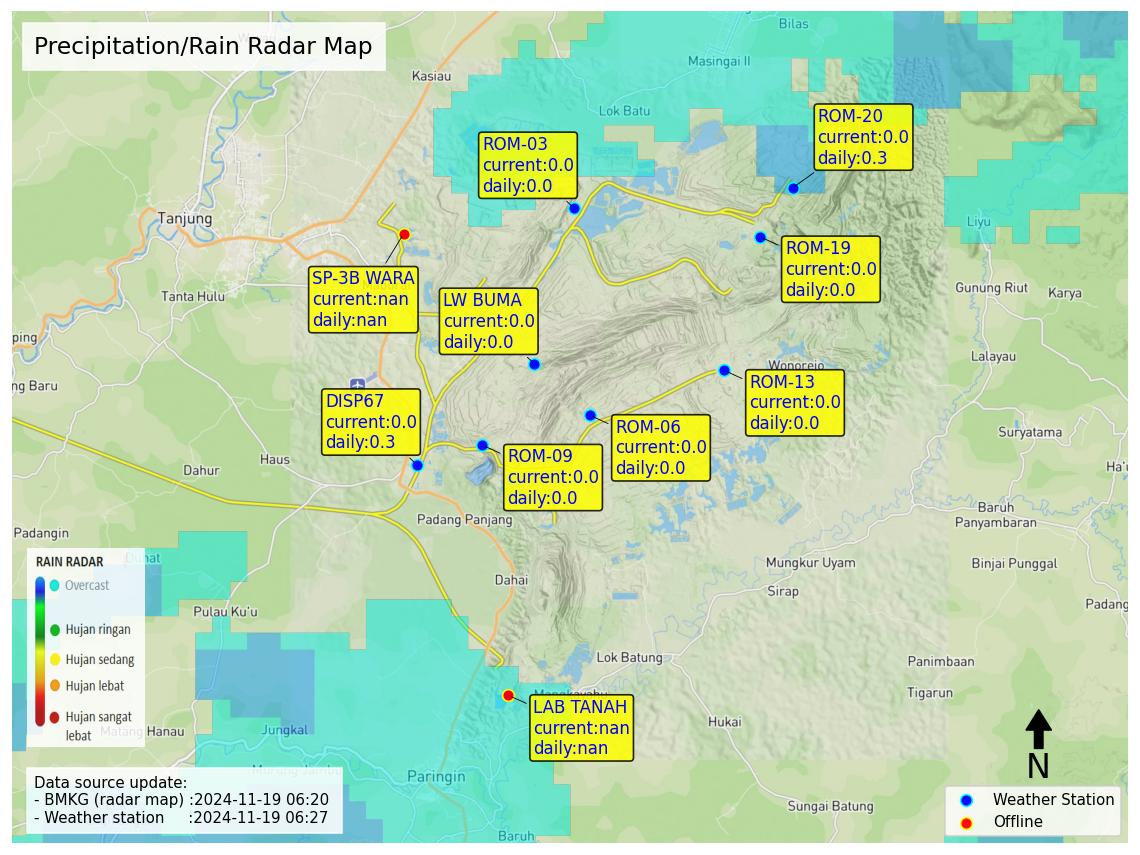 Precipitation/Rain Radar Map
Bilas
Masingai II
Kasiau
Lok Batu
ROM-20
current:0.0
daily:0.3
ROM-03
current:0.0
daily:0.0
Tanjung
Liyu
ROM-19
current:0.0
daily:0.0
SP-3B WARA
current:nan
daily:nan
Tanta Hulu
LW BUMA
current:0.0
daily:0.0
Gunung Riut
Karya
ping
Lalayau
Wonorejo
ng Baru
ROM-13
current:0.0
daily:0.0
DISP67
current:0.0
daily:0.3
ROM-06
current:0.0
daily:0.0
Suryatama
ROM-09
current:0.0
daily:0.0
Haus
Dahur
Ha'u
Baruh
Panyambaran
Padang Panjang
Padangin
RAIN RADAR
Overcast
Hujan ringan
Hujan sedang
Hujan lebat
Hujan sangat
lebat
Mungkur Uyam
Binjai Punggal
Dahai
Sirap
Padang
Pulau Ku'u
Lok Batung
Panimbaan
Tigarun
LAB TANAH
current:nan
daily:nan
Hukai
Jungkal
Matang Hanau
Paringin
N
Data source update:
- BMKG (radar map) :2024-11-19 06:20
- Weather station :2024-11-19 06:27
Sungai Batung
Baruh
Weather Station
Offline